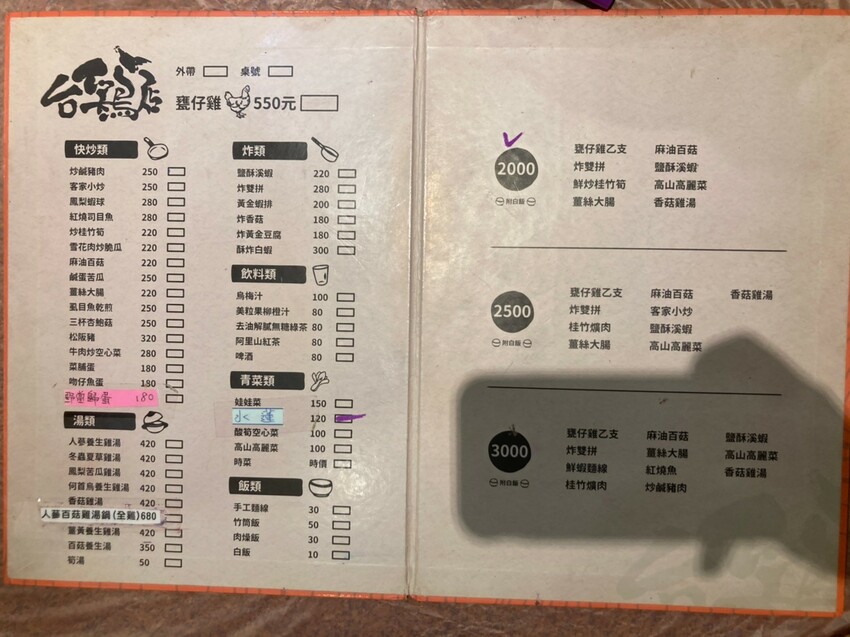 台雞店
外帶 桌號
甕仔雞 550元
快炒類
炒鹹豬肉 250
客家小炒 250
鳳梨蝦球 280
紅燒司目魚 280
炒桂竹筍 220
雪花肉炒脆瓜 220
麻油百菇 220
鹹蛋苦瓜 250
薑絲大腸 220
虱目魚乾煎 250
三杯杏鮑菇 250
松阪豬 320
牛肉炒空心菜 280
菜脯蛋 180
吻仔魚蛋 180
180
湯類
人蔘養生雞湯 420
冬蟲夏草雞湯 420
鳳梨苦瓜雞湯 420
何首烏養生雞湯 420
香菇雞湯 420
人蔘百菇雞湯鍋(全雞)680
薑黃養生雞湯 420
百菇養生湯 350
筍湯 50
炸類
鹽酥溪蝦 220
炸雙拼 280
黃金蝦排 200
炸香菇 180
炸黃金豆腐 180
酥炸白蝦 300
飲料類
烏梅汁 100
美粒果柳橙汁 80
去油解膩無糖綠茶 80
阿里山紅茶 80
啤酒 80
青菜類
娃娃菜 150
水蓮 120
酸筍空心菜 100
高山高麗菜 100
時菜 時價
飯類
手工麵線 30
竹筒飯 50
肉燥飯 30
白飯 10
2000
附白飯
甕仔雞乙支 麻油百菇
炸雙拼 鹽酥溪蝦
鮮炒桂竹筍 高山高麗菜
薑絲大腸 香菇雞湯
2500
附白飯
甕仔雞乙支 麻油百菇 香菇雞湯
炸雙拼 客家小炒
桂竹爌肉 鹽酥溪蝦
薑絲大腸 高山高麗菜
3000
附白飯
甕仔雞乙支 麻油百菇 鹽酥溪蝦
炸雙拼 薑絲大腸 高山高麗菜
鮮蝦麵線 紅燒魚 香菇雞湯
桂竹爌肉 炒鹹豬肉